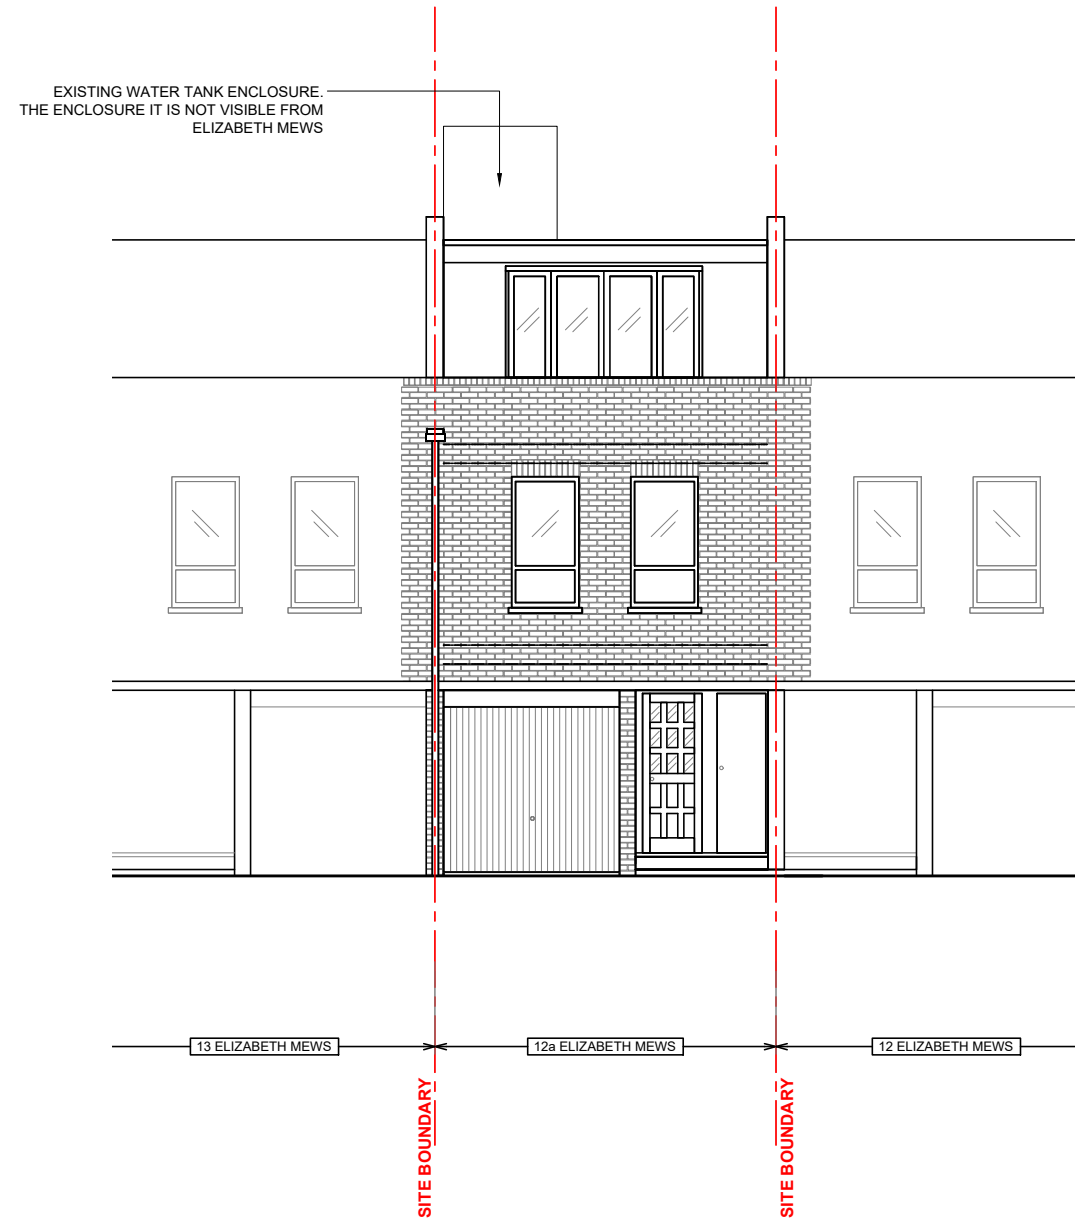 EXISTING WATER TANK ENCLOSURE.
THE ENCLOSURE IT IS NOT VISIBLE FROM
ELIZABETH MEWS
13 ELIZABETH MEWS
12a ELIZABETH MEWS
12 ELIZABETH MEWS
SITE BOUNDARY
SITE BOUNDARY